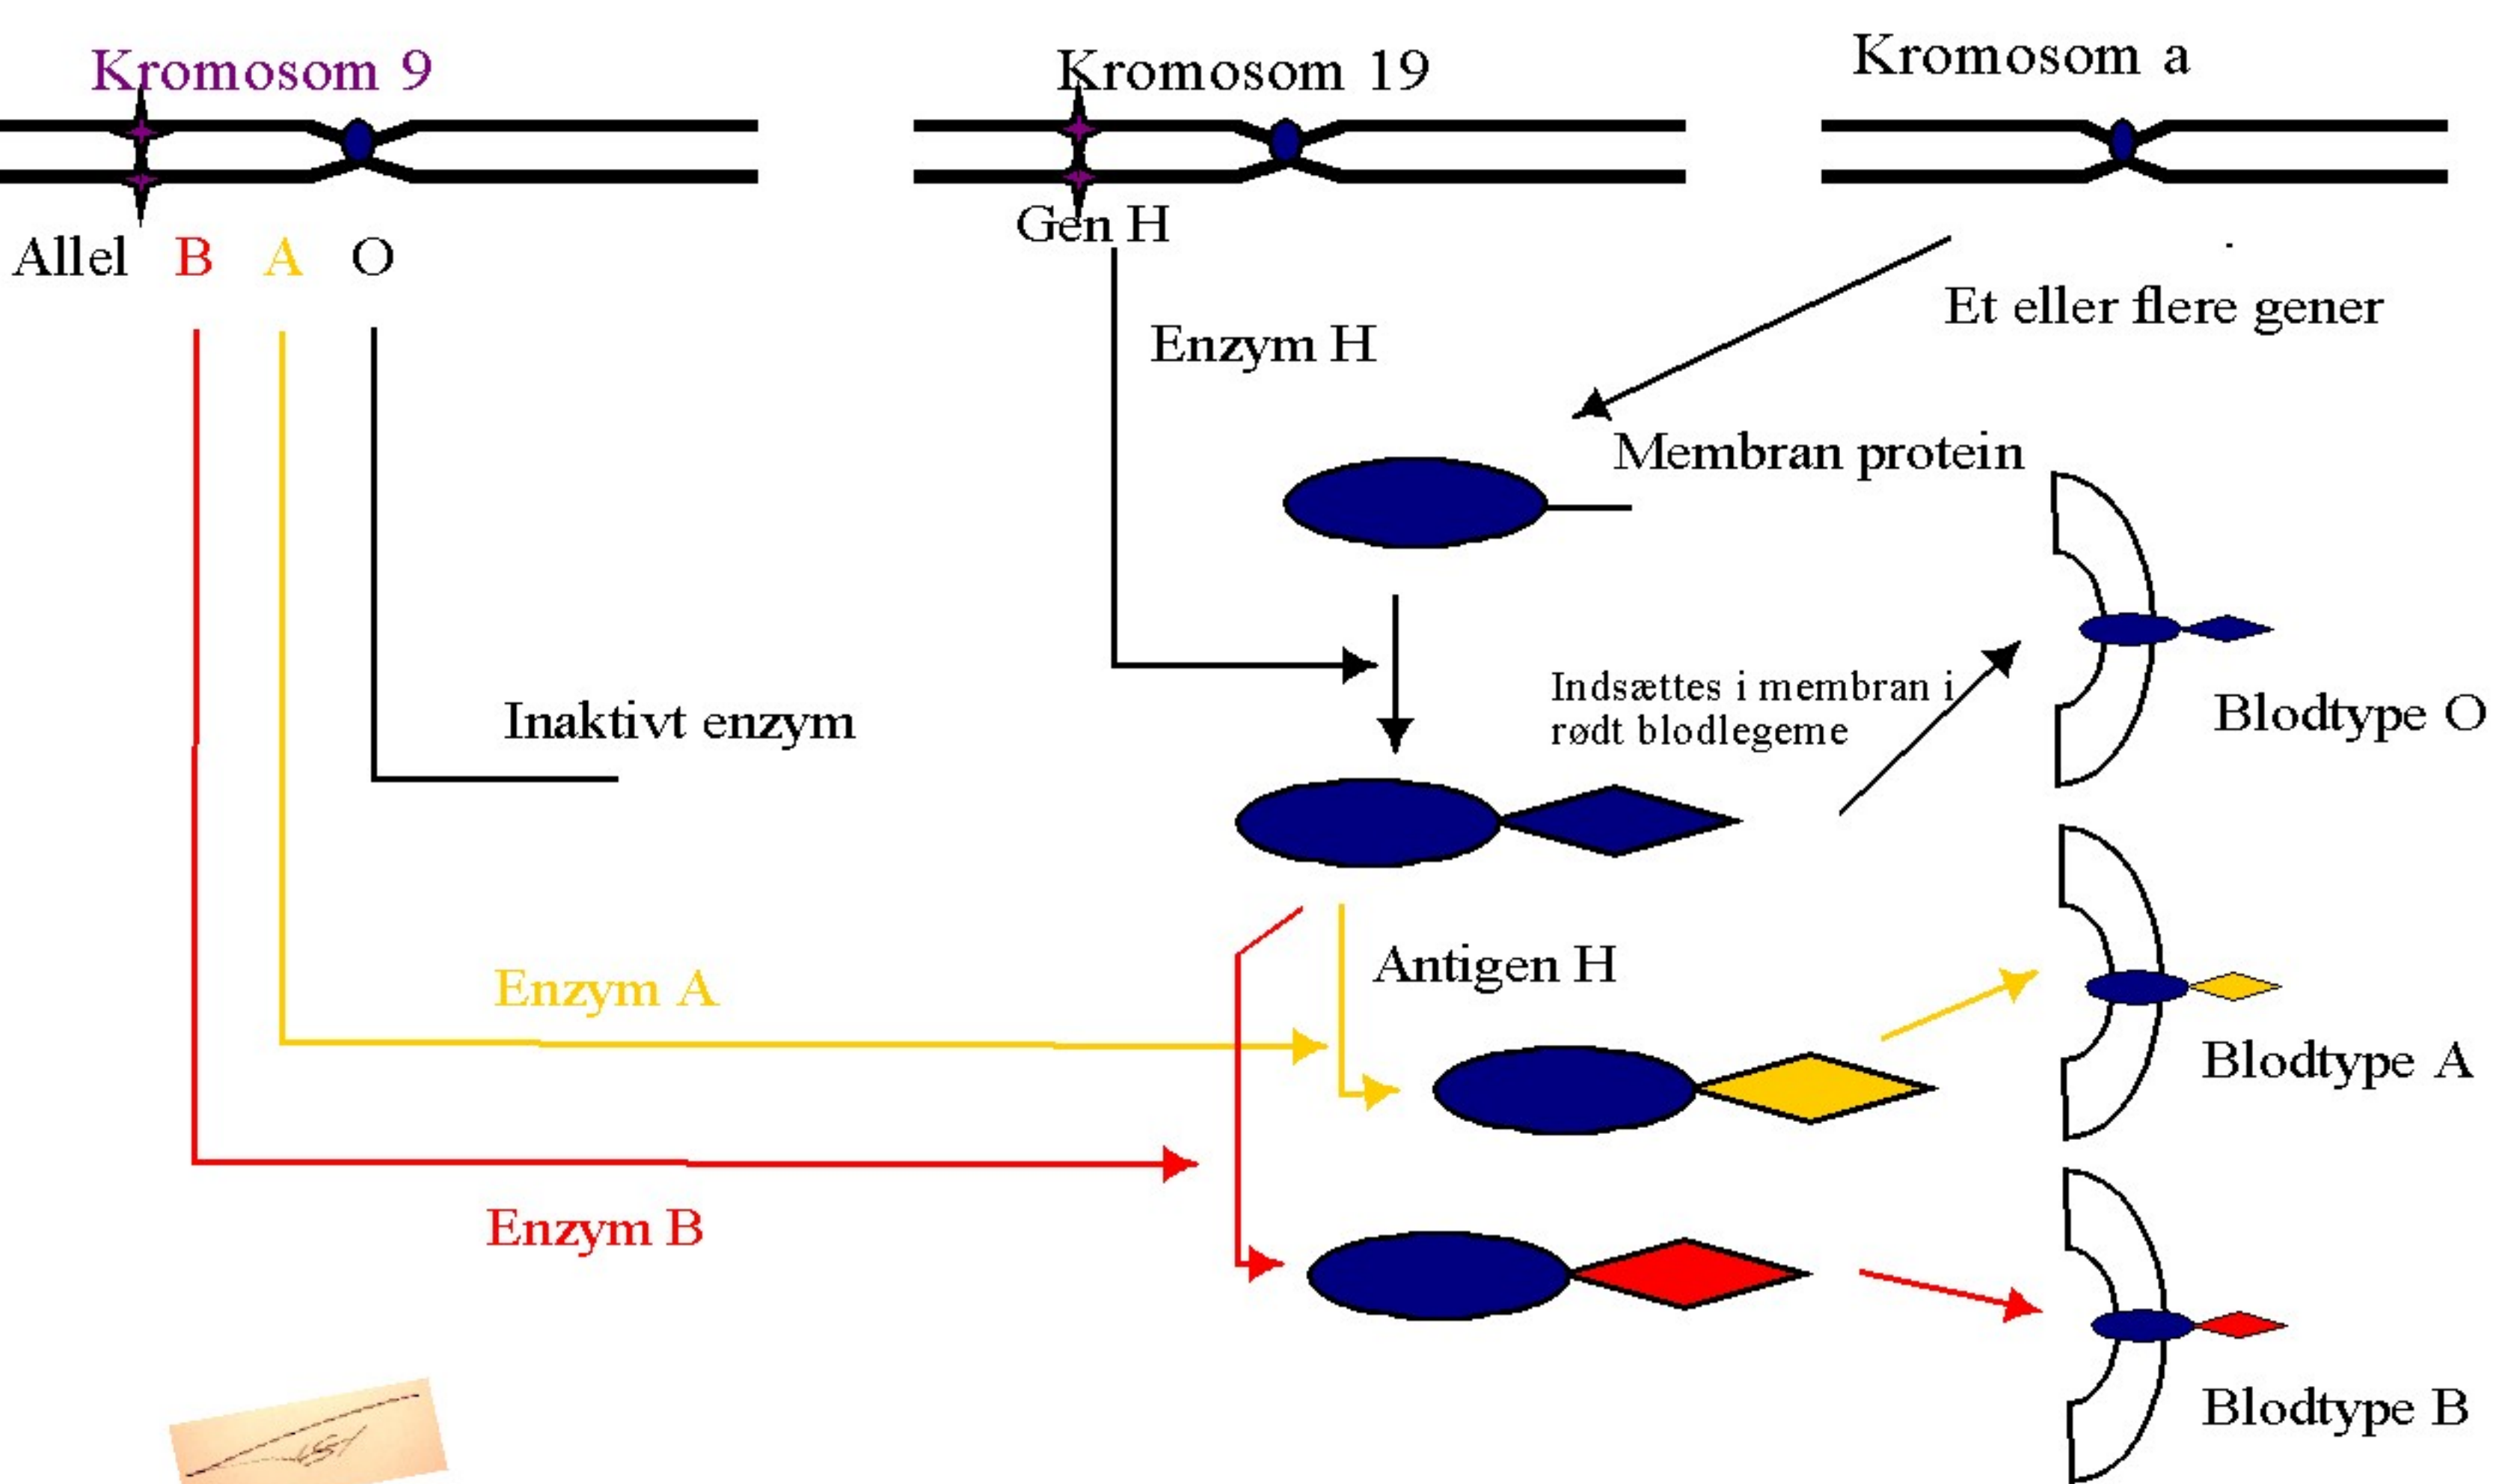 Kromosom 9
Kromosom 19
Kromosom a
Allel B A O
Gen H
Et eller flere gener
Enzym H
Membran protein
Indsættes i membran i
rødt blodlegeme
Inaktivt enzym
Blodtype O
Antigen H
Enzym A
Blodtype A
Enzym B
Blodtype B